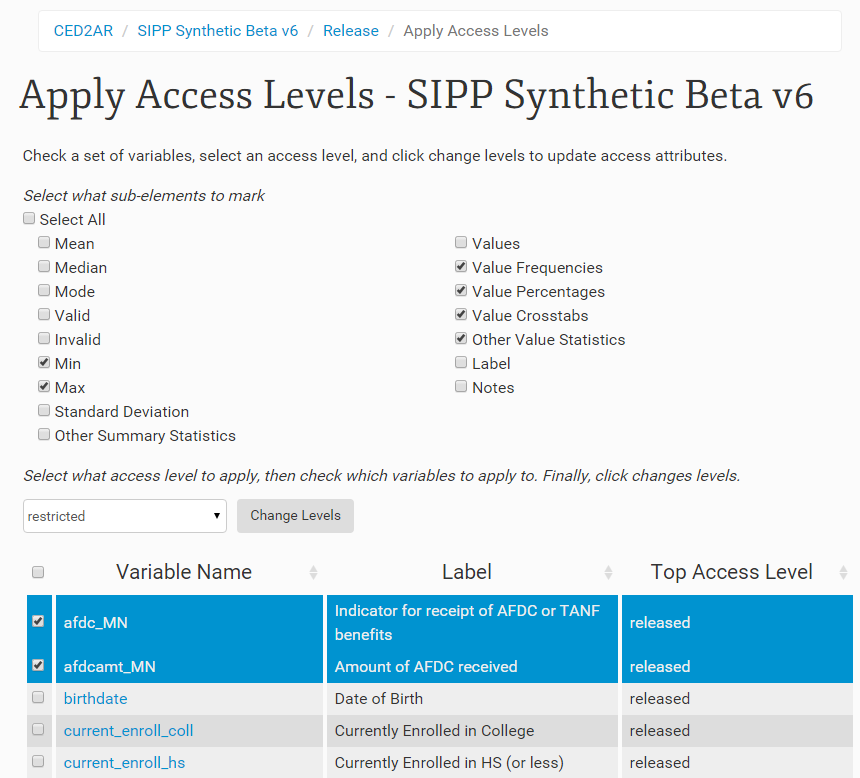 CED2AR / SIPP Synthetic Beta v6 / Release / Apply Access Levels
Apply Access Levels - SIPP Synthetic Beta v6
Check a set of variables, select an access level, and click change levels to update access attributes.
Select what sub-elements to mark
Select All
Mean
Median
Mode
Valid
Invalid
Min
Max
Standard Deviation
Other Summary Statistics
Values
Value Frequencies
Value Percentages
Value Crosstabs
Other Value Statistics
Label
Notes
Select what access level to apply, then check which variables to apply to. Finally, click changes levels.
restricted
Change Levels
Variable Name Label Top Access Level
afdc_MN Indicator for receipt of AFDC or TANF released
benefits
afdcamt_MN Amount of AFDC received released
birthdate Date of Birth released
current_enroll_coll Currently Enrolled in College released
current_enroll_hs Currently Enrolled in HS (or less) released